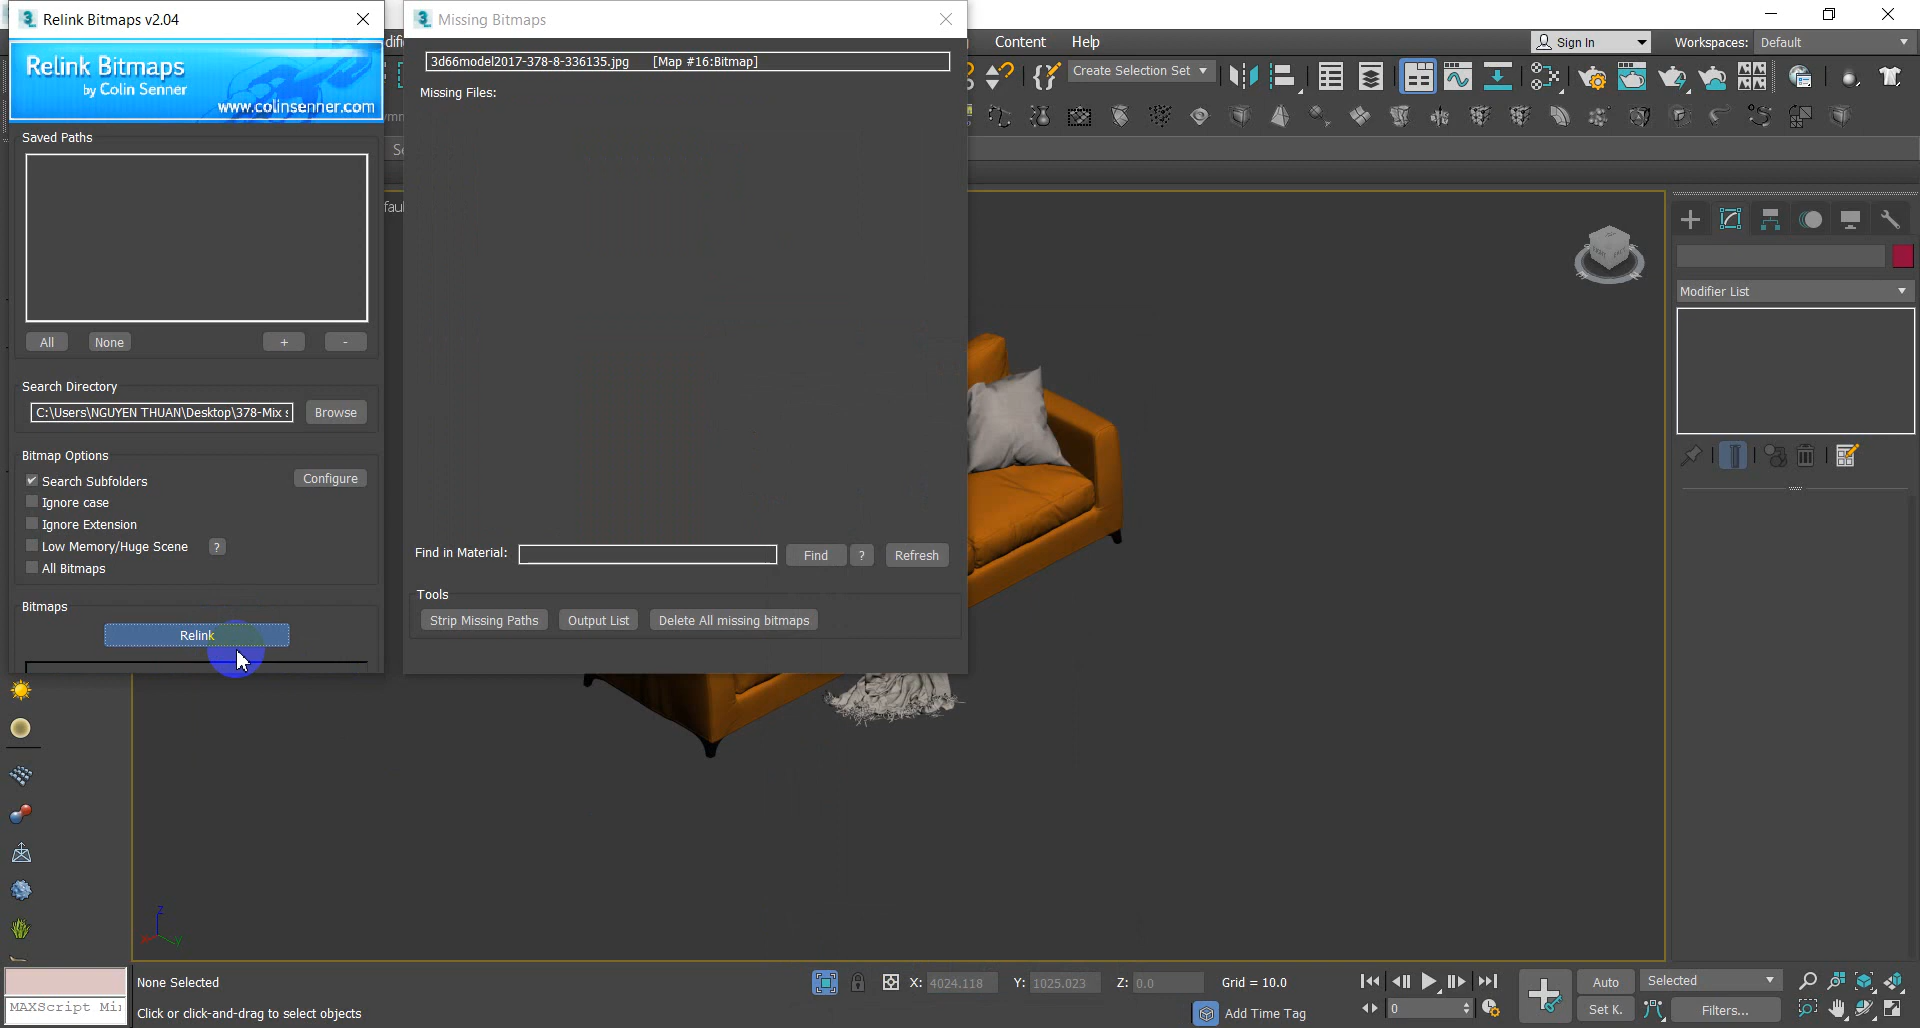 Relink Bitmaps v2.04
Missing Bitmaps
Content
Help
Sign In
Workspaces:
Default
Relink Bitmaps
by Colin Senner
www.colinsenner.com
3d66model2017-378-8-336135.jpg [Map #16:Bitmap]
Missing Files:
Create Selection Set
Saved Paths
All
None
+
-
Search Directory
C:\Users\NGUYEN THUAN\Desktop\378-Mix
Browse
Bitmap Options
Search Subfolders
Configure
Ignore case
Ignore Extension
Low Memory/Huge Scene
?
All Bitmaps
Bitmaps
Relink
Find in Material:
Find
?
Refresh
Tools
Strip Missing Paths
Output List
Delete All missing bitmaps
Modifier List
Z
MAXScript Mi
None Selected
Click or click-and-drag to select objects
X: 4024.118
Y: 1025.023
Z: 0.0
Grid = 10.0
Add Time Tag
0
Auto
Selected
Set K.
Filters...